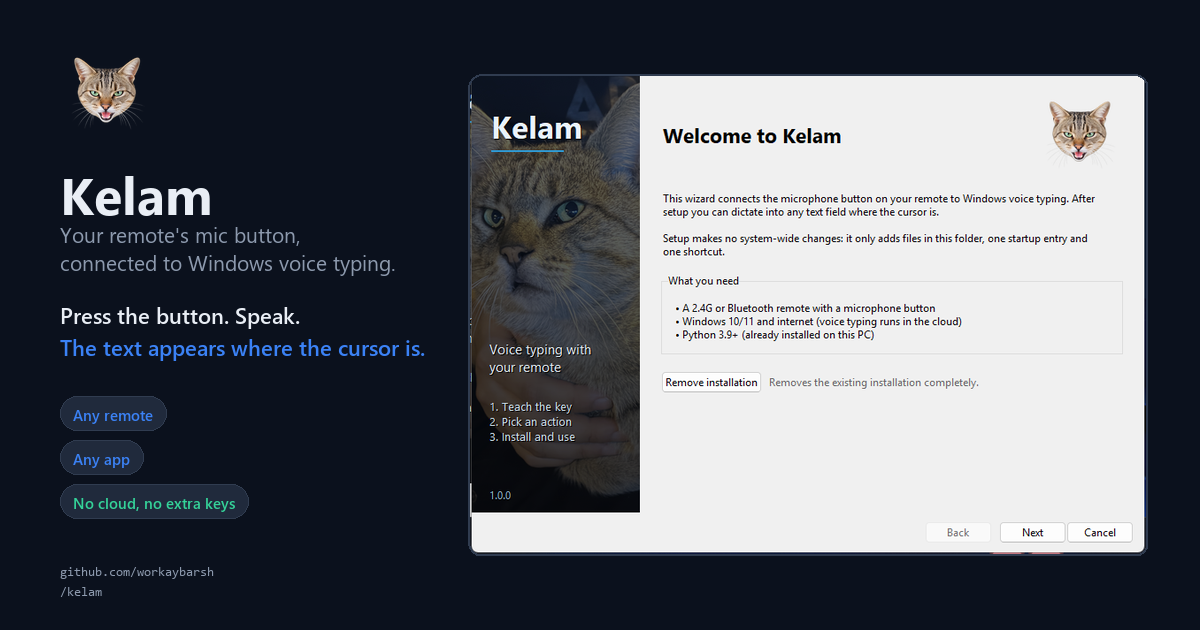 Kelam
Your remote's mic button,
connected to Windows voice typing.
Press the button. Speak.
The text appears where the cursor is.
Any remote
Any app
No cloud, no extra keys
github.com/workaybarsh
/kelam
Kelam
Voice typing with
your remote
1. Teach the key
2. Pick an action
3. Install and use
1.0.0
Welcome to Kelam
This wizard connects the microphone button on your remote to Windows voice typing. After
setup you can dictate into any text field where the cursor is.
Setup makes no system-wide changes: it only adds files in this folder, one startup entry and
one shortcut.
What you need
• A 2.4G or Bluetooth remote with a microphone button
• Windows 10/11 and internet (voice typing runs in the cloud)
• Python 3.9+ (already installed on this PC)
Remove installation
Removes the existing installation completely.
Back
Next
Cancel